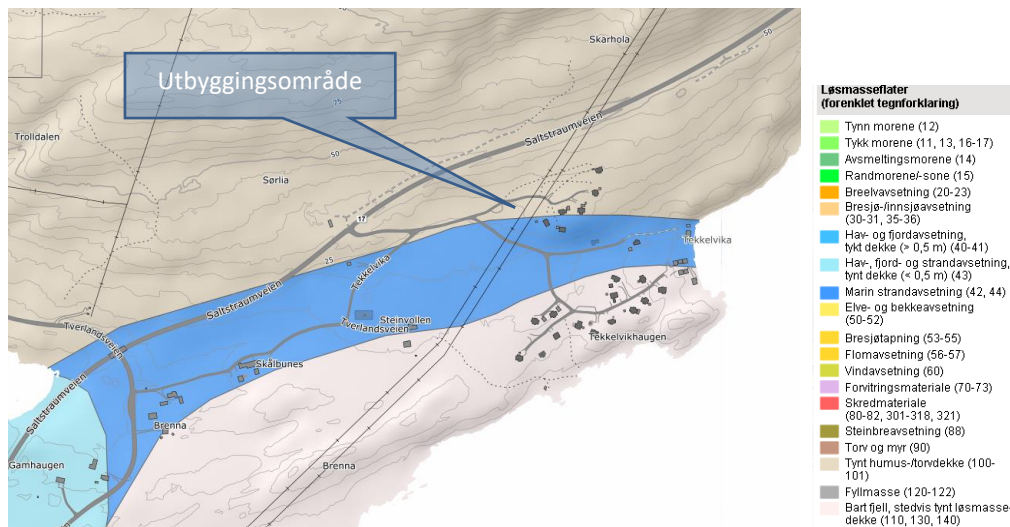 Utbyggingsområde
Skarhola
50
Trolldalen
25
50
Saltstraumveien
Sørlia
17
25
Tekkelvika
Tekkelvika
Saltstraumveien
Tverlandsveien
Steinvollen
Tverlandsveien
Tekkelvikhaugen
Skålbunes
Saltstraumveien
Brenna
Gamhaugen
Brenna
Løsmasseflater
(forenklet tegnforklaring)
Tynn morene (12)
Tykk morene (11, 13, 16-17)
Avsmeltingsmorene (14)
Randmorene/-sone (15)
Breelvavsetning (20-23)
Bresjø-/innsjøavsetning
(30-31, 35-36)
Hav- og fjordavsetning,
tykt dekke (> 0,5 m) (40-41)
Hav-, fjord- og strandavsetning,
tynt dekke (< 0,5 m) (43)
Marin strandavsetning (42, 44)
Elve- og bekkeavsetning
(50-52)
Bresjøtapning (53-55)
Flomavsetning (56-57)
Vindavsetning (60)
Forvitringsmateriale (70-73)
Skredmateriale
(80-82, 301-318, 321)
Steinbreavsetning (88)
Torv og myr (90)
Tynt humus-/torvdekke (100-
101)
Fyllmasse (120-122)
Bart fjell, stedvis tynt løsmasse-
dekke (110, 130, 140)